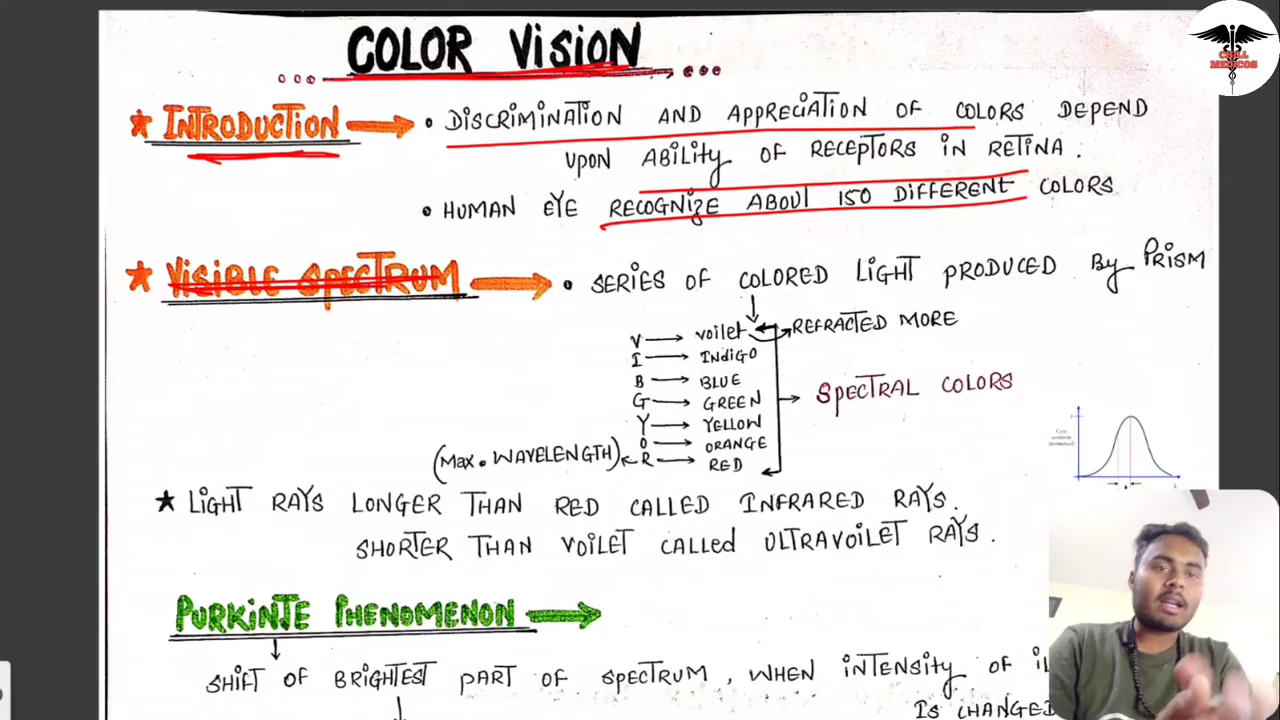 COLOR VISION
CHILL MEDICOS
★ INTRODUCTION → • DISCRIMINATION AND APPRECIATION OF COLORS DEPEND
UPON ABILITY OF RECEPTORS IN RETINA.
• HUMAN EYE RECOGNIZE ABOUT 150 DIFFERENT COLORS
★ VISIBLE SPECTRUM → • SERIES OF COLORED LIGHT PRODUCED By PRISM
V → Voilet REFRACTED MORE
I → INDIGO
B → BLUE
G → GREEN → SPECTRAL COLORS
Y → YELLOW
O → ORANGE
(MAX. WAVELENGTH) ← R → RED
★ LIGHT RAYS LONGER THAN RED CALLED INFRARED RAYS.
SHORTER THAN VOILET CALLED ULTRAVOILET RAYS.
PURKINJE PHENOMENON →
SHIFT OF BRIGHTEST PART OF SPECTRUM, WHEN INTENSITY OF
IS CHANGED